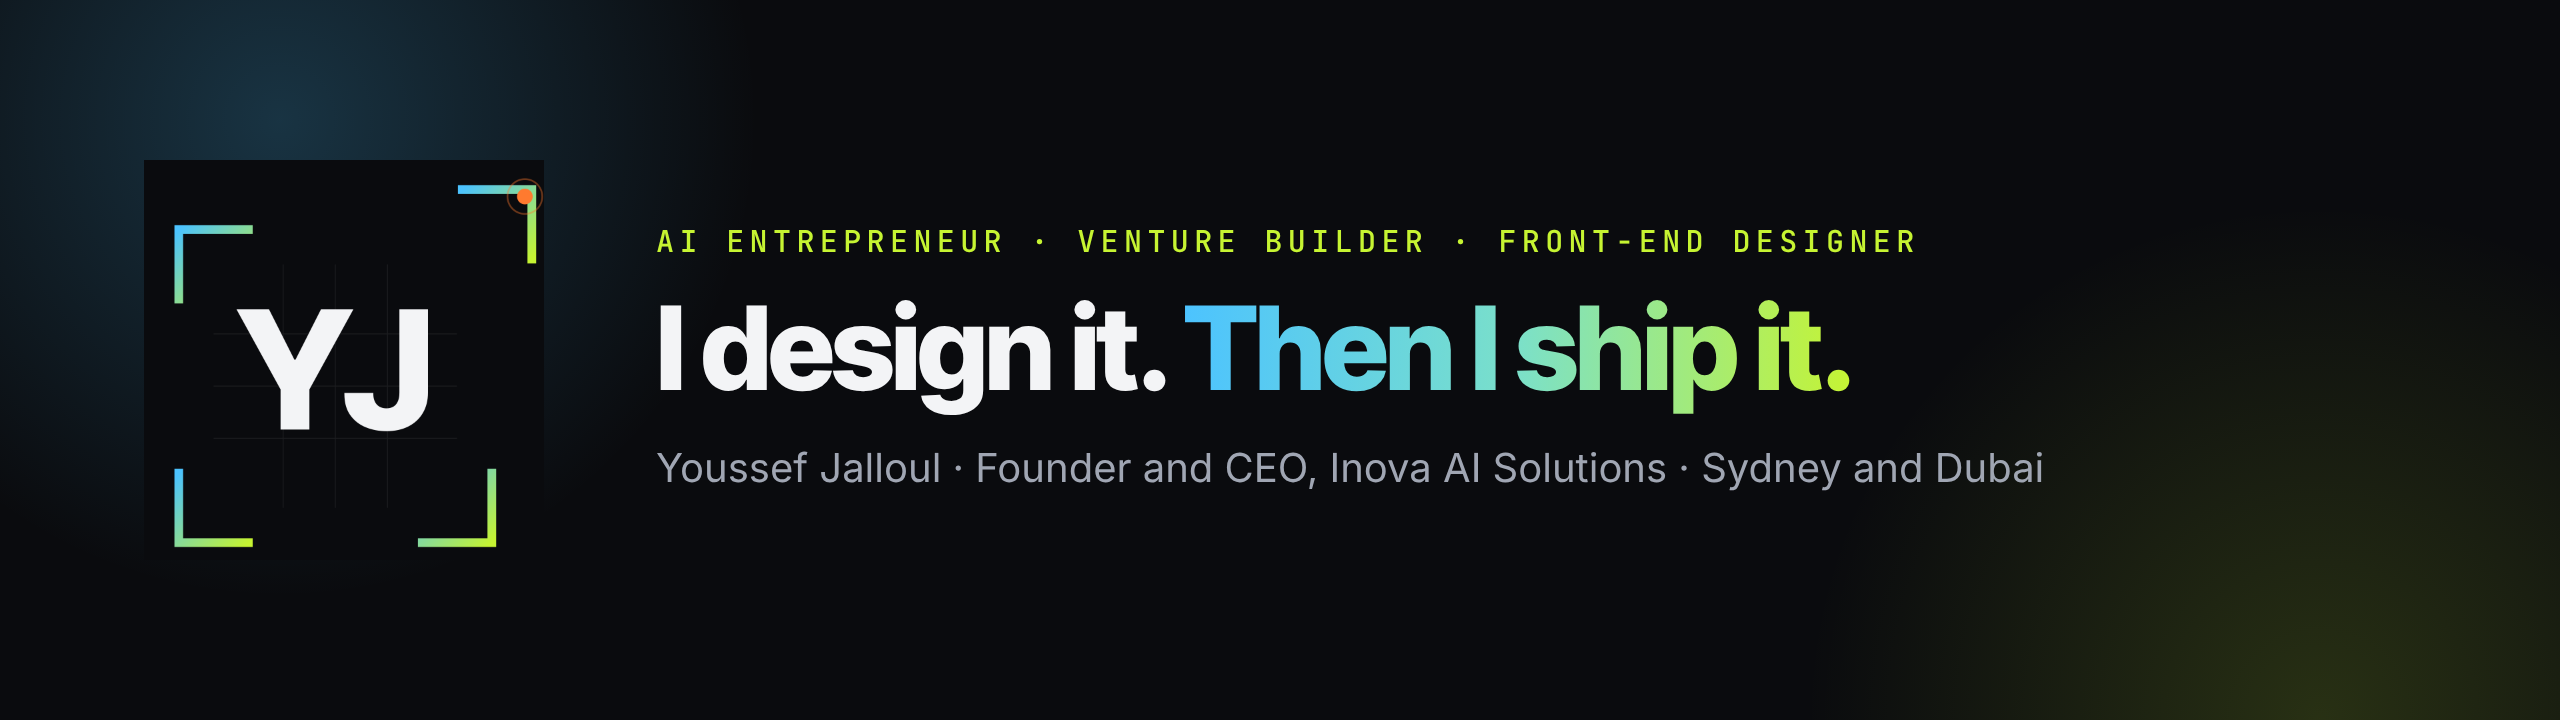 YJ
AI ENTREPRENEUR · VENTURE BUILDER · FRONT-END DESIGNER
I design it. Then I ship it.
Youssef Jalloul · Founder and CEO, Inova AI Solutions · Sydney and Dubai